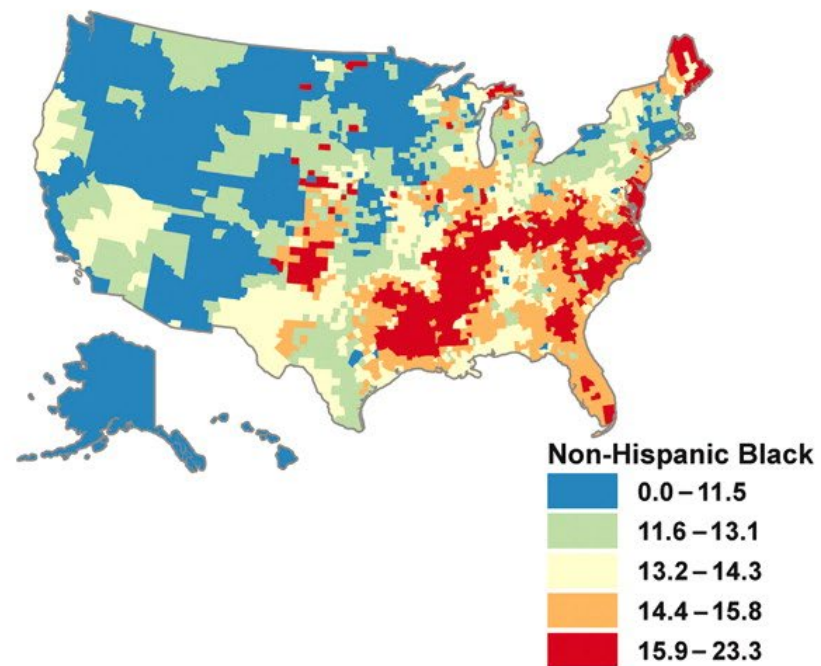 Non-Hispanic Black
0.0 – 11.5
11.6 – 13.1
13.2 – 14.3
14.4 – 15.8
15.9 – 23.3